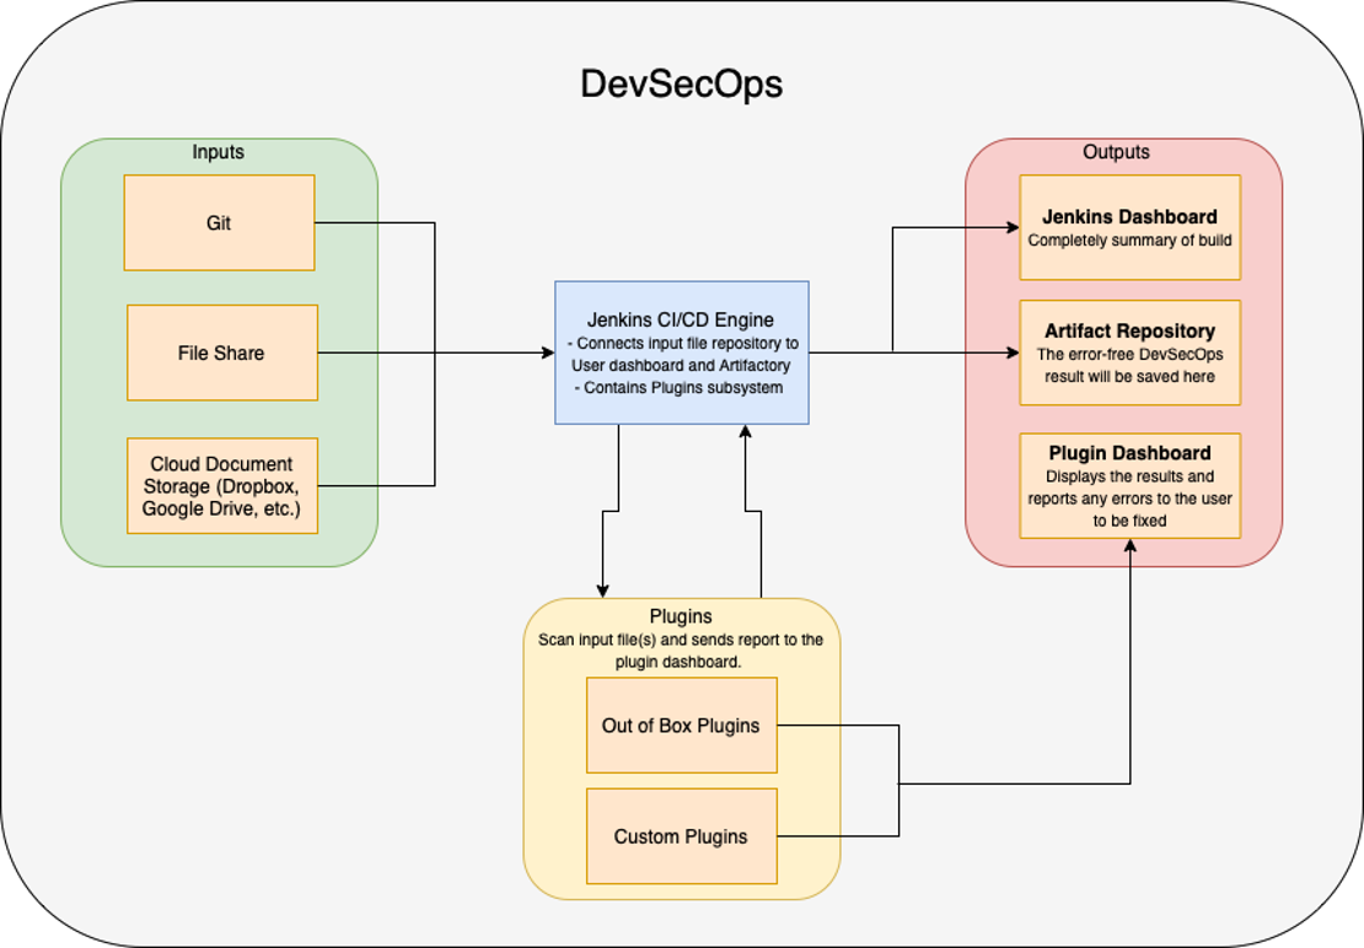 DevSecOps
Inputs
Git
File Share
Cloud Document
Storage (Dropbox,
Google Drive, etc.)
Jenkins CI/CD Engine
- Connects input file repository to
User dashboard and Artifactory
- Contains Plugins subsystem
Plugins
Scan input file(s) and sends report to the
plugin dashboard.
Out of Box Plugins
Custom Plugins
Outputs
Jenkins Dashboard
Completely summary of build
Artifact Repository
The error-free DevSecOps
result will be saved here
Plugin Dashboard
Displays the results and
reports any errors to the user
to be fixed